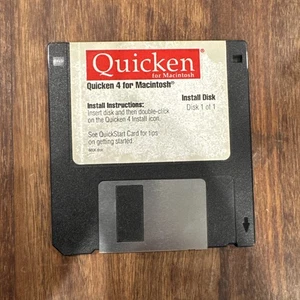 Quicken®
for Macintosh
Quicken 4 for Macintosh®
Install Instructions:
Insert disk and then double-click
on the Quicken 4 Install icon.
See QuickStart Card for tips
on getting started.
Install Disk
Disk 1 of 1